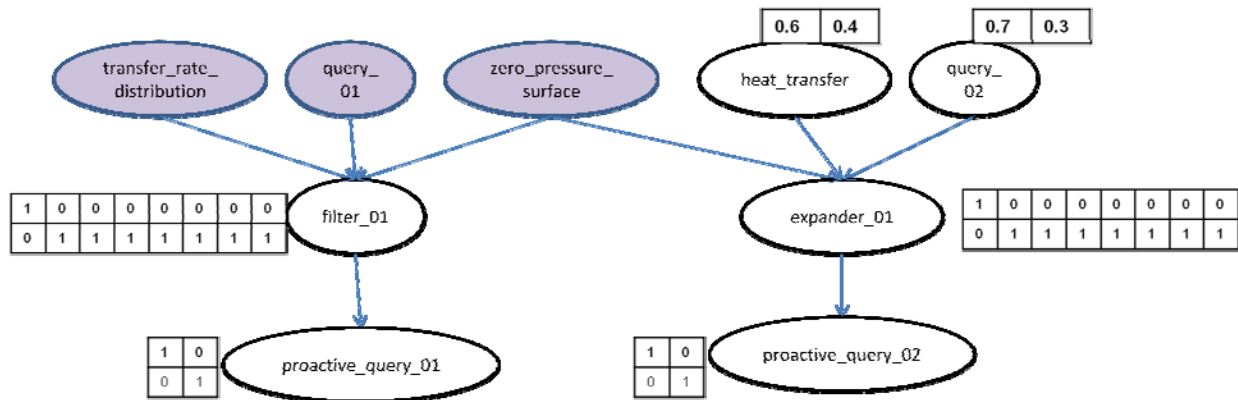 0.6 0.4
0.7 0.3
transfer_rate_
distribution
query_
01
zero_pressure_
surface
heat_transfer
query_
02
1 0 0 0 0 0 0 0
0 1 1 1 1 1 1 1
filter_01
expander_01
1 0 0 0 0 0 0 0
0 1 1 1 1 1 1 1
1 0
0 1
proactive_query_01
1 0
0 1
proactive_query_02